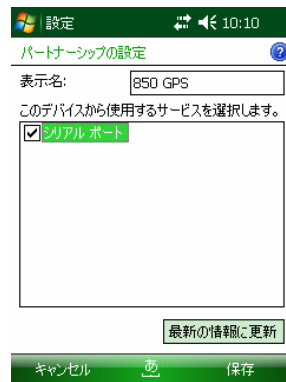 設定 10:10
パートナーシップの設定
表示名: 850 GPS
このデバイスから使用するサービスを選択します。
シリアル ポート
最新の情報に更新
キャンセル あ 保存